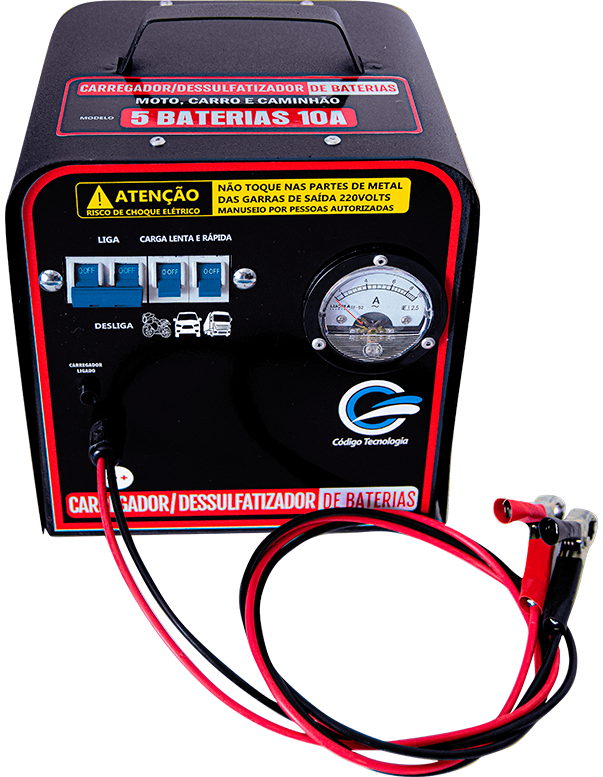 CARREGADOR/DESSULFATIZADOR DE BATERIAS
MOTO, CARRO E CAMINHÃO
MODELO 5 BATERIAS 10A
ATENÇÃO
RISCO DE CHOQUE ELÉTRICO
NÃO TOQUE NAS PARTES DE METAL
DAS GARRAS DE SAÍDA 220VOLTS
MANUSEIO POR PESSOAS AUTORIZADAS
LIGA
CARGA LENTA E RÁPIDA
OFF OFF OFF OFF
DESLIGA
A
2.5
CARREGADOR
LIGADO
Código Tecnologia
+
CARREGADOR/DESSULFATIZADOR DE BATERIAS